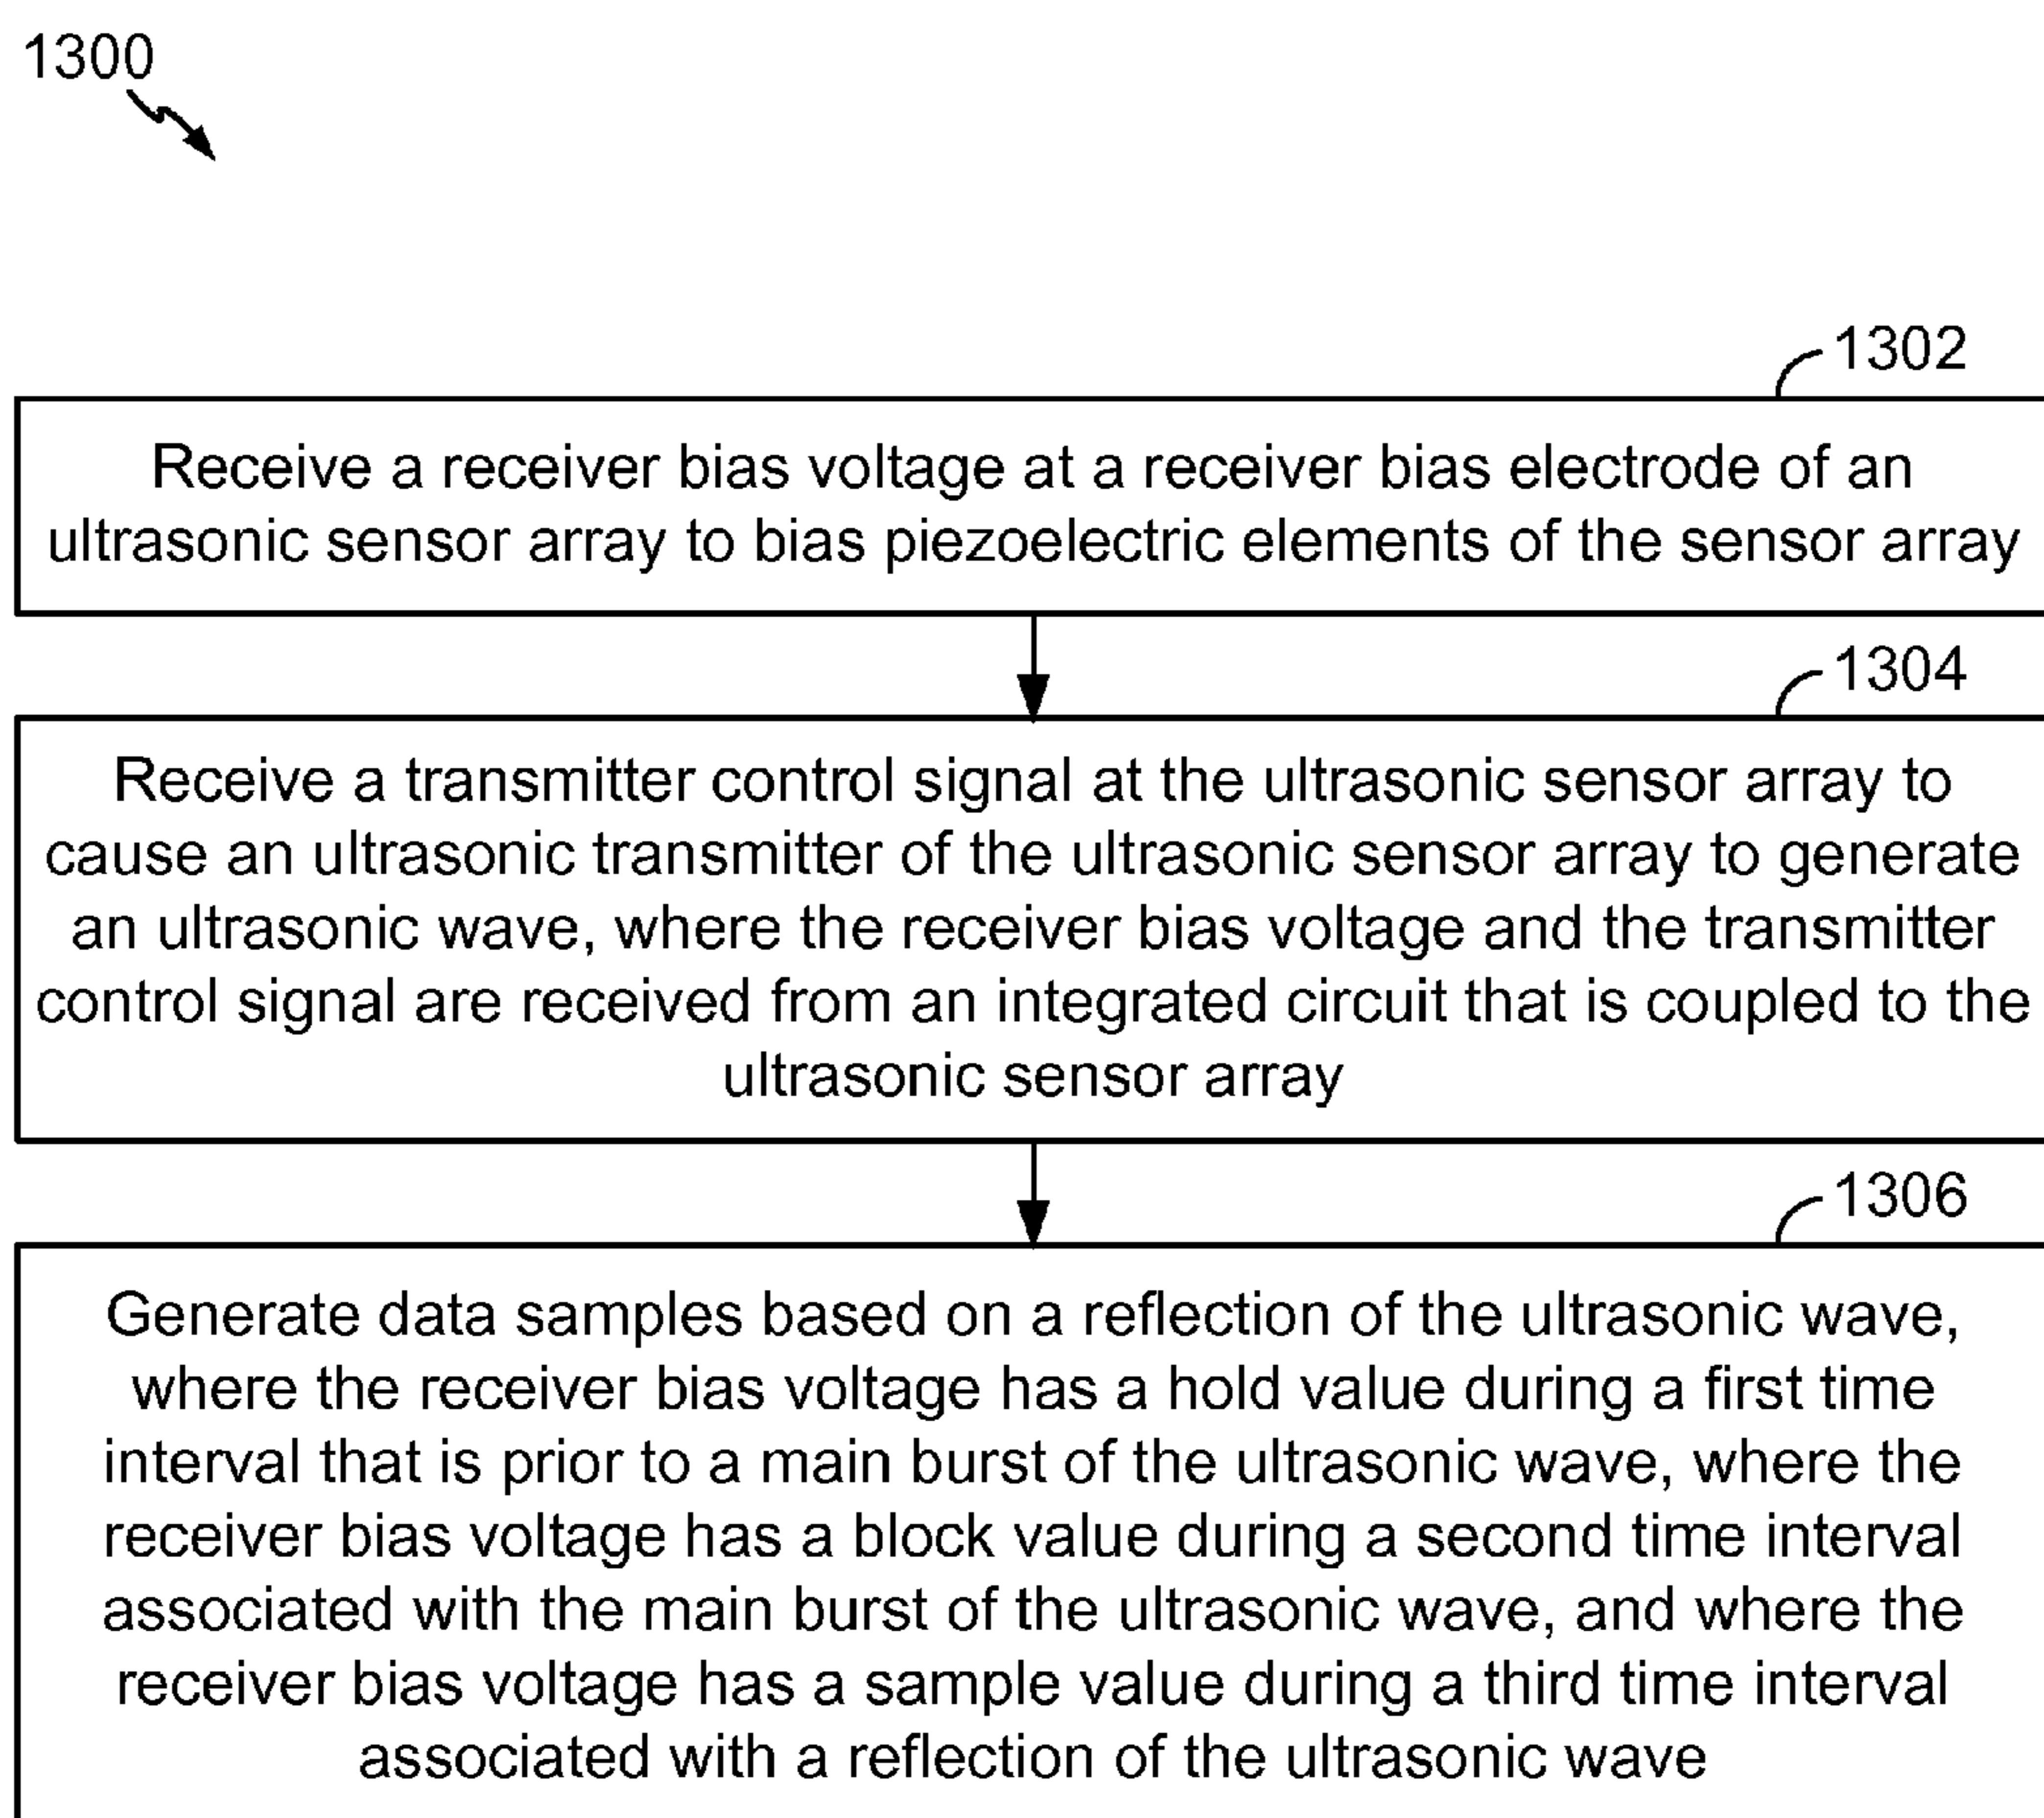 1300
1302
Receive a receiver bias voltage at a receiver bias electrode of an
ultrasonic sensor array to bias piezoelectric elements of the sensor array
1304
Receive a transmitter control signal at the ultrasonic sensor array to
cause an ultrasonic transmitter of the ultrasonic sensor array to generate
an ultrasonic wave, where the receiver bias voltage and the transmitter
control signal are received from an integrated circuit that is coupled to the
ultrasonic sensor array
1306
Generate data samples based on a reflection of the ultrasonic wave,
where the receiver bias voltage has a hold value during a first time
interval that is prior to a main burst of the ultrasonic wave, where the
receiver bias voltage has a block value during a second time interval
associated with the main burst of the ultrasonic wave, and where the
receiver bias voltage has a sample value during a third time interval
associated with a reflection of the ultrasonic wave